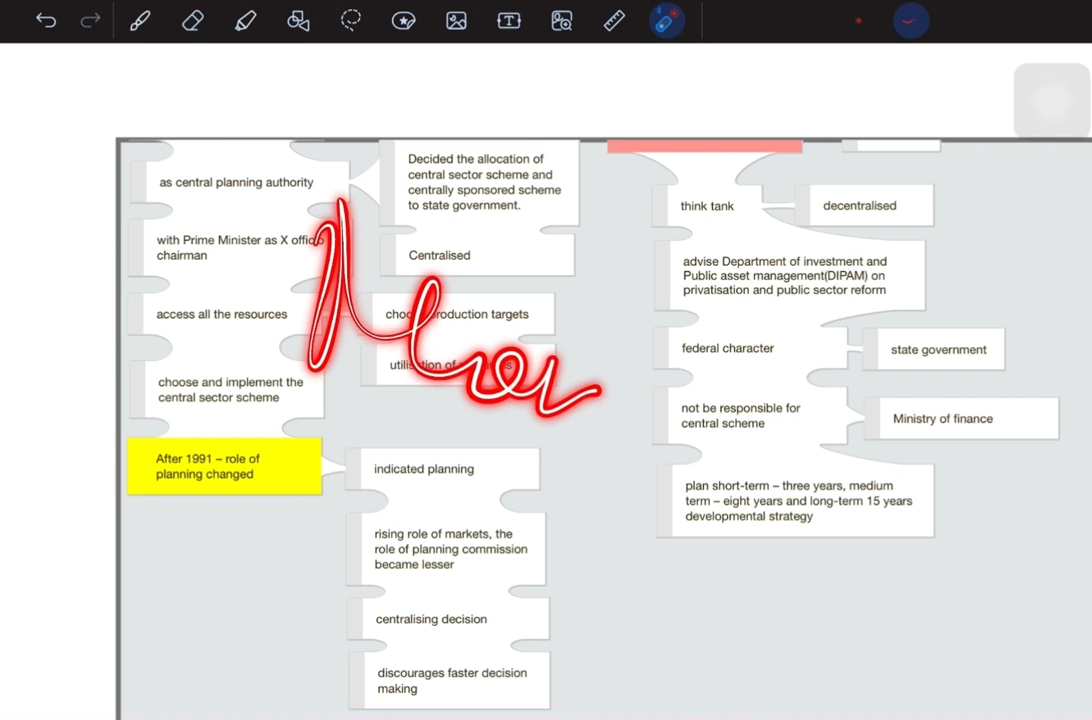 as central planning authority
Decided the allocation of
central sector scheme and
centrally sponsored scheme
to state government.
with Prime Minister as X officio
chairman
Centralised
access all the resources
production targets
choose and implement the
central sector scheme
After 1991 – role of
planning changed
indicated planning
rising role of markets, the
role of planning commission
became lesser
centralising decision
discourages faster decision
making
think tank
decentralised
advise Department of investment and
Public asset management(DIPAM) on
privatisation and public sector reform
federal character
state government
not be responsible for
central scheme
Ministry of finance
plan short-term – three years, medium
term – eight years and long-term 15 years
developmental strategy